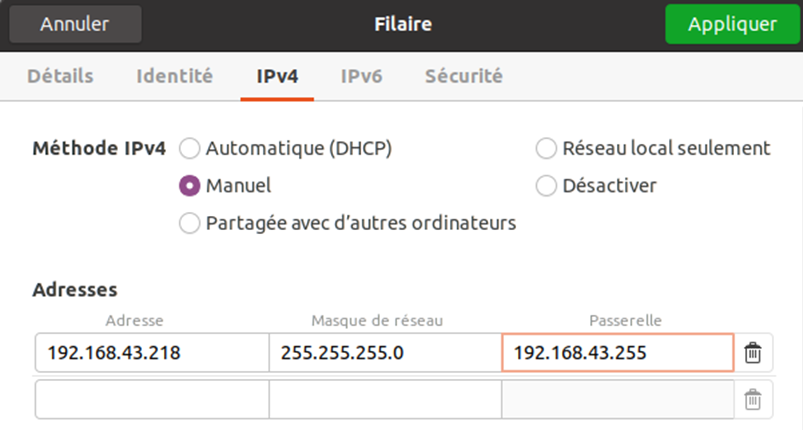 Annuler Filaire Appliquer
Détails Identité IPv4 IPv6 Sécurité
Méthode IPv4 Automatique (DHCP) Réseau local seulement
Manuel Désactiver
Partagée avec d’autres ordinateurs
Adresses
Adresse Masque de réseau Passerelle
192.168.43.218 255.255.255.0 192.168.43.255